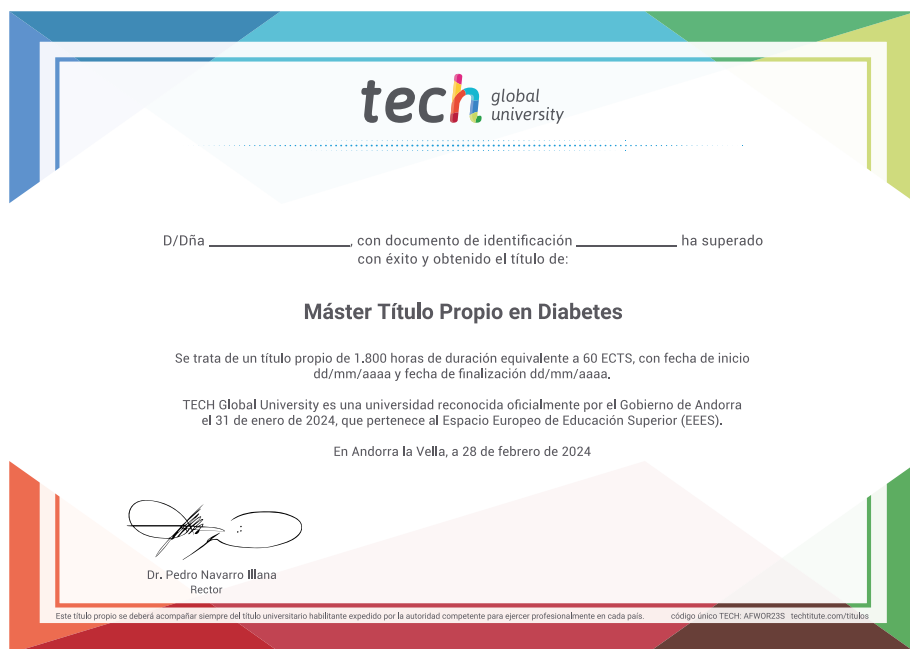 tech global university
D/Dña ______________, con documento de identificación __________ ha superado
con éxito y obtenido el título de:
Máster Título Propio en Diabetes
Se trata de un título propio de 1.800 horas de duración equivalente a 60 ECTS, con fecha de inicio
dd/mm/aaaa y fecha de finalización dd/mm/aaaa.
TECH Global University es una universidad reconocida oficialmente por el Gobierno de Andorra
el 31 de enero de 2024, que pertenece al Espacio Europeo de Educación Superior (EEES).
En Andorra la Vella, a 28 de febrero de 2024
Dr. Pedro Navarro Illana
Rector
Este título propio se deberá acompañar siempre del título universitario habilitante expedido por la autoridad competente para ejercer profesionalmente en cada país. código único TECH: AFWOR23S techtitute.com/titulos